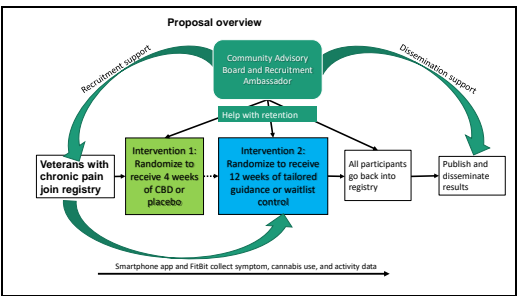 Proposal overview
Recruitment support
Community Advisory
Board and Recruitment
Ambassador
Dissemination support
Help with retention
Veterans with
chronic pain
join registry
Intervention 1:
Randomize to
receive 4 weeks
of CBD or
placebo
Intervention 2:
Randomize to receive
12 weeks of tailored
guidance or waitlist
control
All participants
go back into
registry
Publish and
disseminate
results
Smartphone app and FitBit collect symptom, cannabis use, and activity data